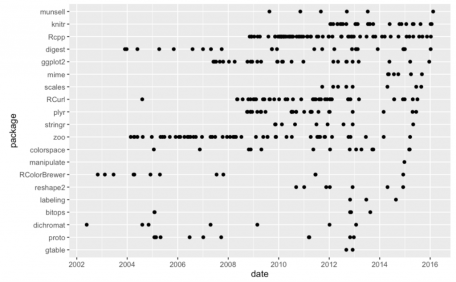 munsell
knitr
Rcpp
digest
ggplot2
mime
scales
RCurl
plyr
stringr
zoo
colorspace
manipulate
RColorBrewer
reshape2
labeling
bitops
dichromat
proto
gtable
package
2002 2004 2006 2008 2010 2012 2014 2016
date